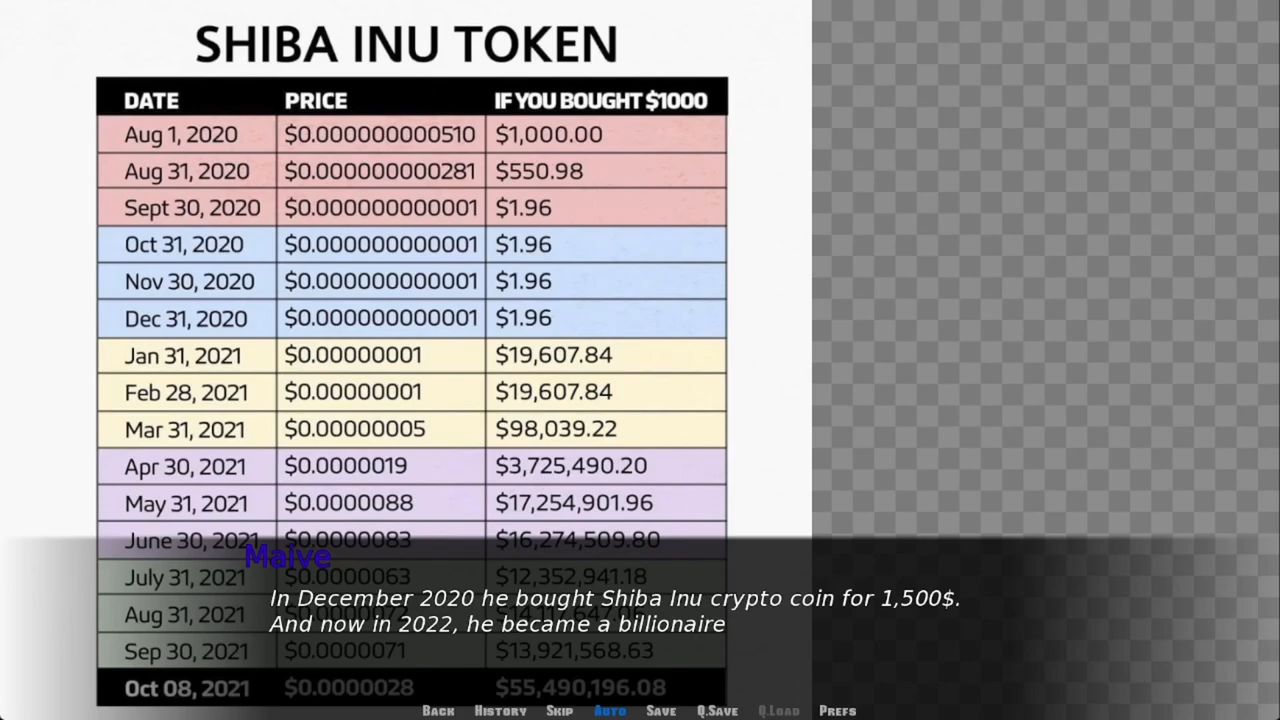 SHIBA INU TOKEN
DATE PRICE IF YOU BOUGHT $1000
Aug 1, 2020 $0.000000000510 $1,000.00
Aug 31, 2020 $0.000000000281 $550.98
Sept 30, 2020 $0.000000000001 $1.96
Oct 31, 2020 $0.000000000001 $1.96
Nov 30, 2020 $0.000000000001 $1.96
Dec 31, 2020 $0.000000000001 $1.96
Jan 31, 2021 $0.00000001 $19,607.84
Feb 28, 2021 $0.00000001 $19,607.84
Mar 31, 2021 $0.00000005 $98,039.22
Apr 30, 2021 $0.0000019 $3,725,490.20
May 31, 2021 $0.0000088 $17,254,901.96
June 30, 2021 $0.0000083 $16,274,509.80
Maive
July 31, 2021 $0.0000063 $12,352,941.18
In December 2020 he bought Shiba Inu crypto coin for 1,500$.
Aug 31, 2021
And now in 2022, he became a billionaire
Sep 30, 2021 $0.0000071 $13,921,568.63
Oct 08, 2021 $0.0000028 $55,490,196.08
Back History Skip Auto Save Q.Save Q.Load Prefs